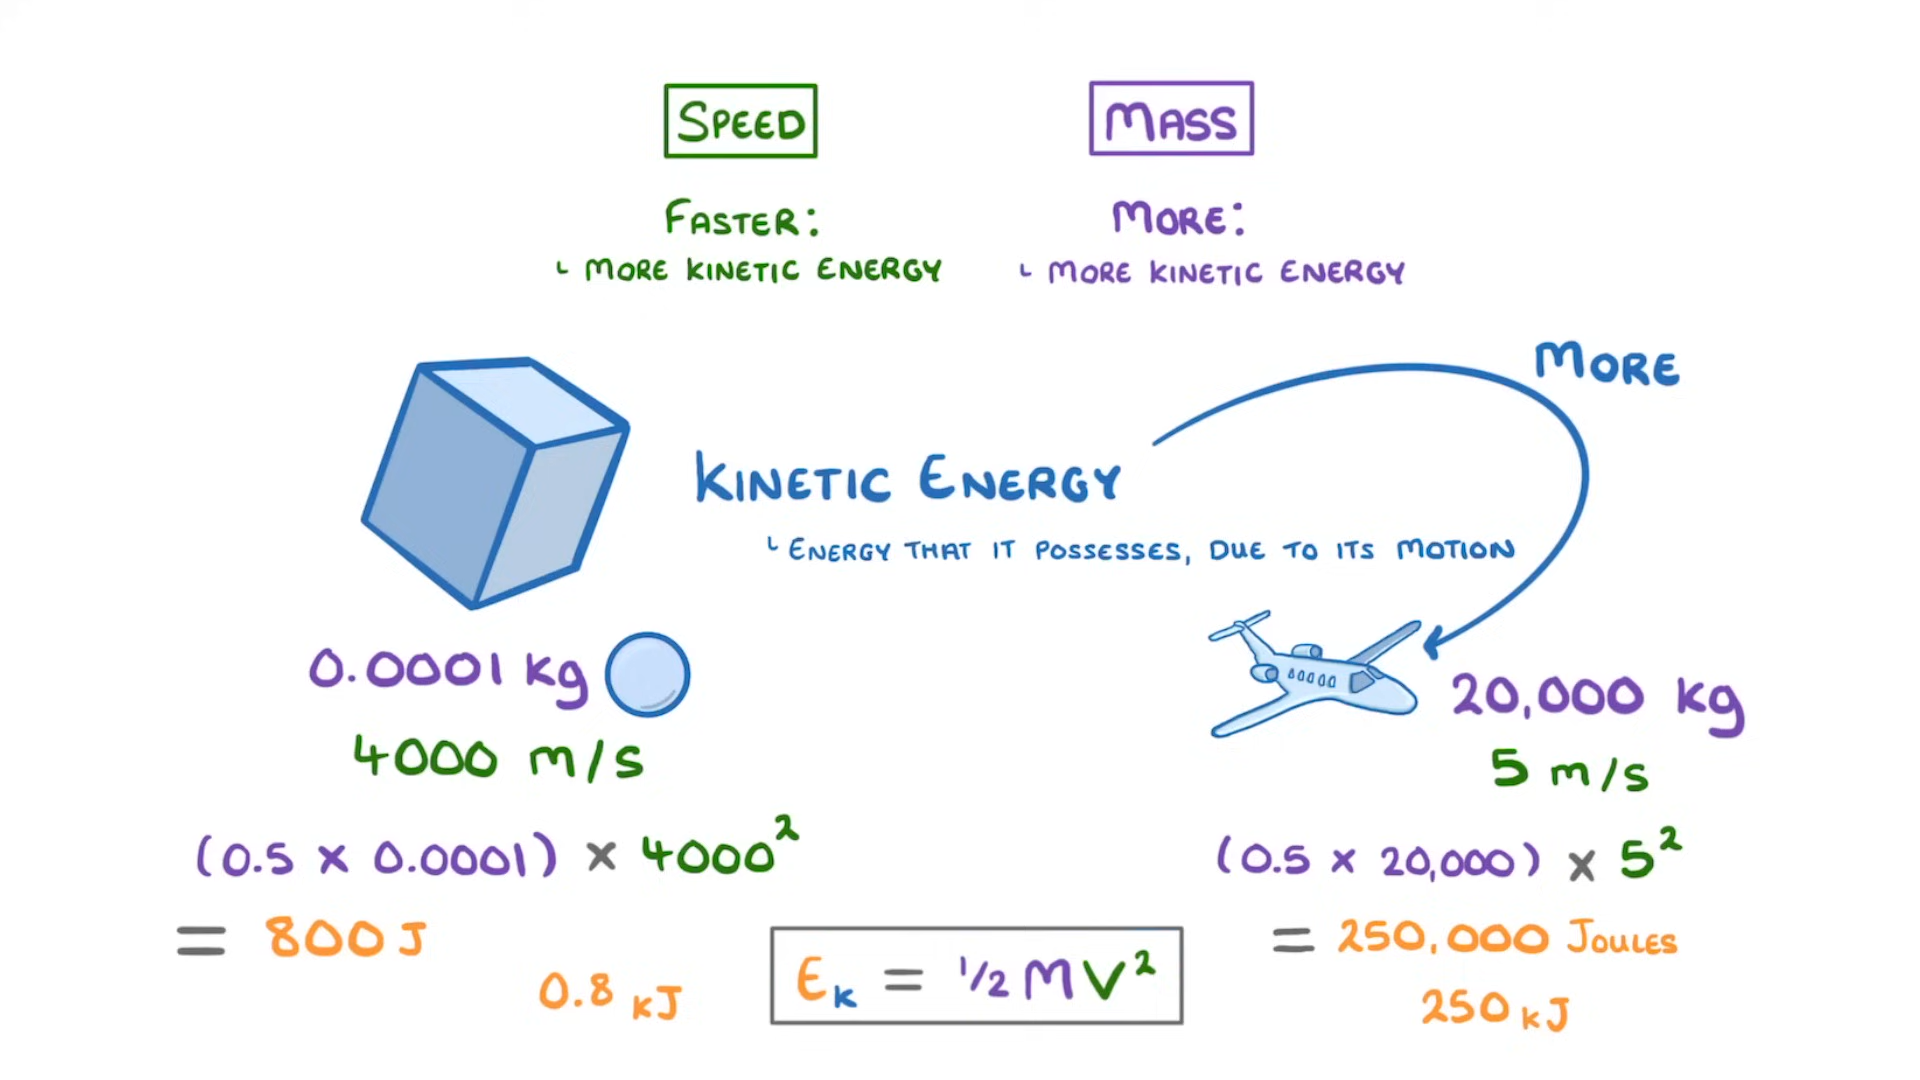 SPEED
MASS
FASTER:
MORE KINETIC ENERGY
MORE:
MORE KINETIC ENERGY
MORE
KINETIC ENERGY
ENERGY THAT IT POSSESSES, DUE TO ITS MOTION
0.0001 kg
4000 m/s
(0.5 x 0.0001) x 4000²
= 800 J
0.8 kJ
20,000 kg
5 m/s
(0.5 x 20,000) x 5²
= 250,000 JOULES
250 kJ
Eₖ = ½ M V²